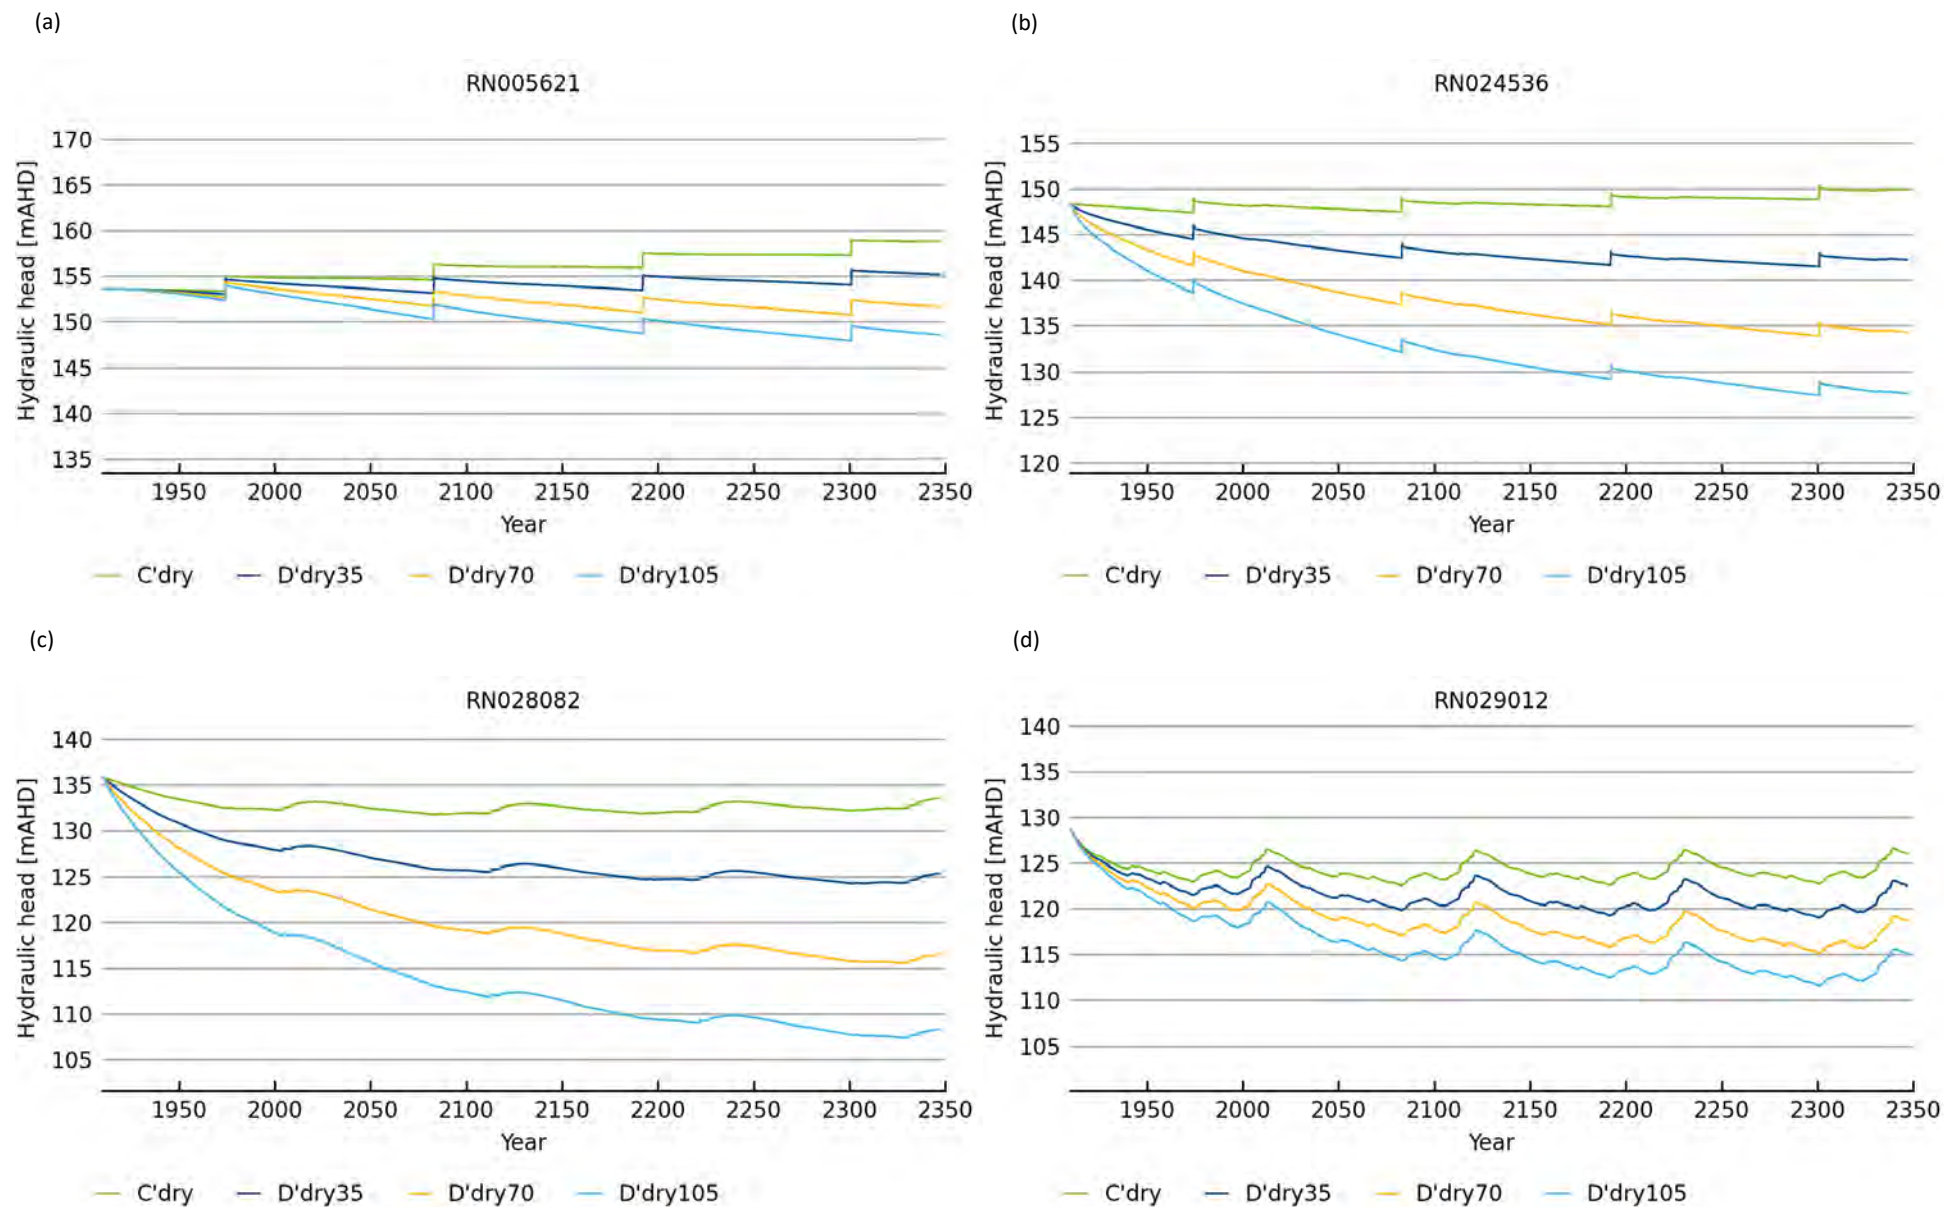 (a)
RN005621
Hydraulic head [mAHD]
170
165
160
155
150
145
140
135
1950 2000 2050 2100 2150 2200 2250 2300 2350
Year
C'dry D'dry35 D'dry70 D'dry105
(b)
RN024536
Hydraulic head [mAHD]
155
150
145
140
135
130
125
120
1950 2000 2050 2100 2150 2200 2250 2300 2350
Year
C'dry D'dry35 D'dry70 D'dry105
(c)
RN028082
Hydraulic head [mAHD]
140
135
130
125
120
115
110
105
1950 2000 2050 2100 2150 2200 2250 2300 2350
Year
C'dry D'dry35 D'dry70 D'dry105
(d)
RN029012
Hydraulic head [mAHD]
140
135
130
125
120
115
110
105
1950 2000 2050 2100 2150 2200 2250 2300 2350
Year
C'dry D'dry35 D'dry70 D'dry105